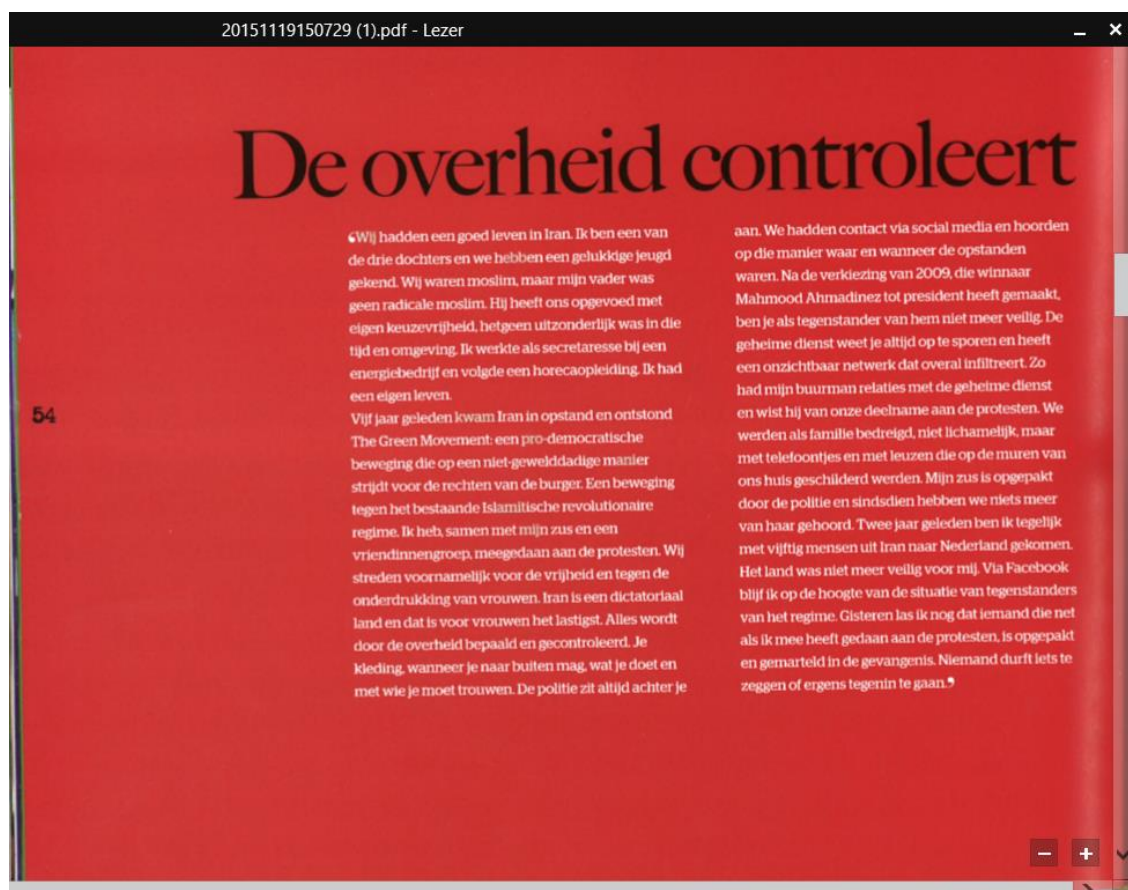 20151119150729 (1).pdf - Lezer
De overheid controleert
‘Wij hadden een goed leven in Iran. Ik ben een van
de drie dochters en we hebben een gelukkige jeugd
gekend. Wij waren moslim, maar mijn vader was
geen radicale moslim. Hij heeft ons opgevoed met
eigen keuzevrijheid, hetgeen uitzonderlijk was in die
tijd en omgeving. Ik werkte als secretaresse bij een
energiebedrijf en volgde een horecaopleiding. Ik had
een eigen leven.
Vijf jaar geleden kwam Iran in opstand en ontstond
The Green Movement: een pro-democratische
beweging die op een niet-gewelddadige manier
strijdt voor de rechten van de burger. Een beweging
tegen het bestaande Islamitische revolutionaire
regime. Ik heb, samen met mijn zus en een
vriendinnengroep, meegedaan aan de protesten. Wij
streden voornamelijk voor de vrijheid en tegen de
onderdrukking van vrouwen. Iran is een dictatoriaal
land en dat is voor vrouwen het lastigst. Alles wordt
door de overheid bepaald en gecontroleerd. Je
kleding, wanneer je naar buiten mag, wat je doet en
met wie je moet trouwen. De politie zit altijd achter je
aan. We hadden contact via social media en hoorden
op die manier waar en wanneer de opstanden
waren. Na de verkiezing van 2009, die winnaar
Mahmood Ahmadinez tot president heeft gemaakt,
ben je als tegenstander van hem niet meer veilig. De
geheime dienst weet je altijd op te sporen en heeft
een onzichtbaar netwerk dat overal infiltreert. Zo
had mijn buurman relaties met de geheime dienst
en wist hij van onze deelname aan de protesten. We
werden als familie bedreigd, niet lichamelijk, maar
met telefoontjes en met leuzen die op de muren van
ons huis geschilderd werden. Mijn zus is opgepakt
door de politie en sindsdien hebben we niets meer
van haar gehoord. Twee jaar geleden ben ik tegelijk
met vijftig mensen uit Iran naar Nederland gekomen.
Het land was niet meer veilig voor mij. Via Facebook
blijf ik op de hoogte van de situatie van tegenstanders
van het regime. Gisteren las ik nog dat iemand die net
als ik mee heeft gedaan aan de protesten, is opgepakt
en gemarteld in de gevangenis. Niemand durft iets te
zeggen of ergens tegenin te gaan.’
54